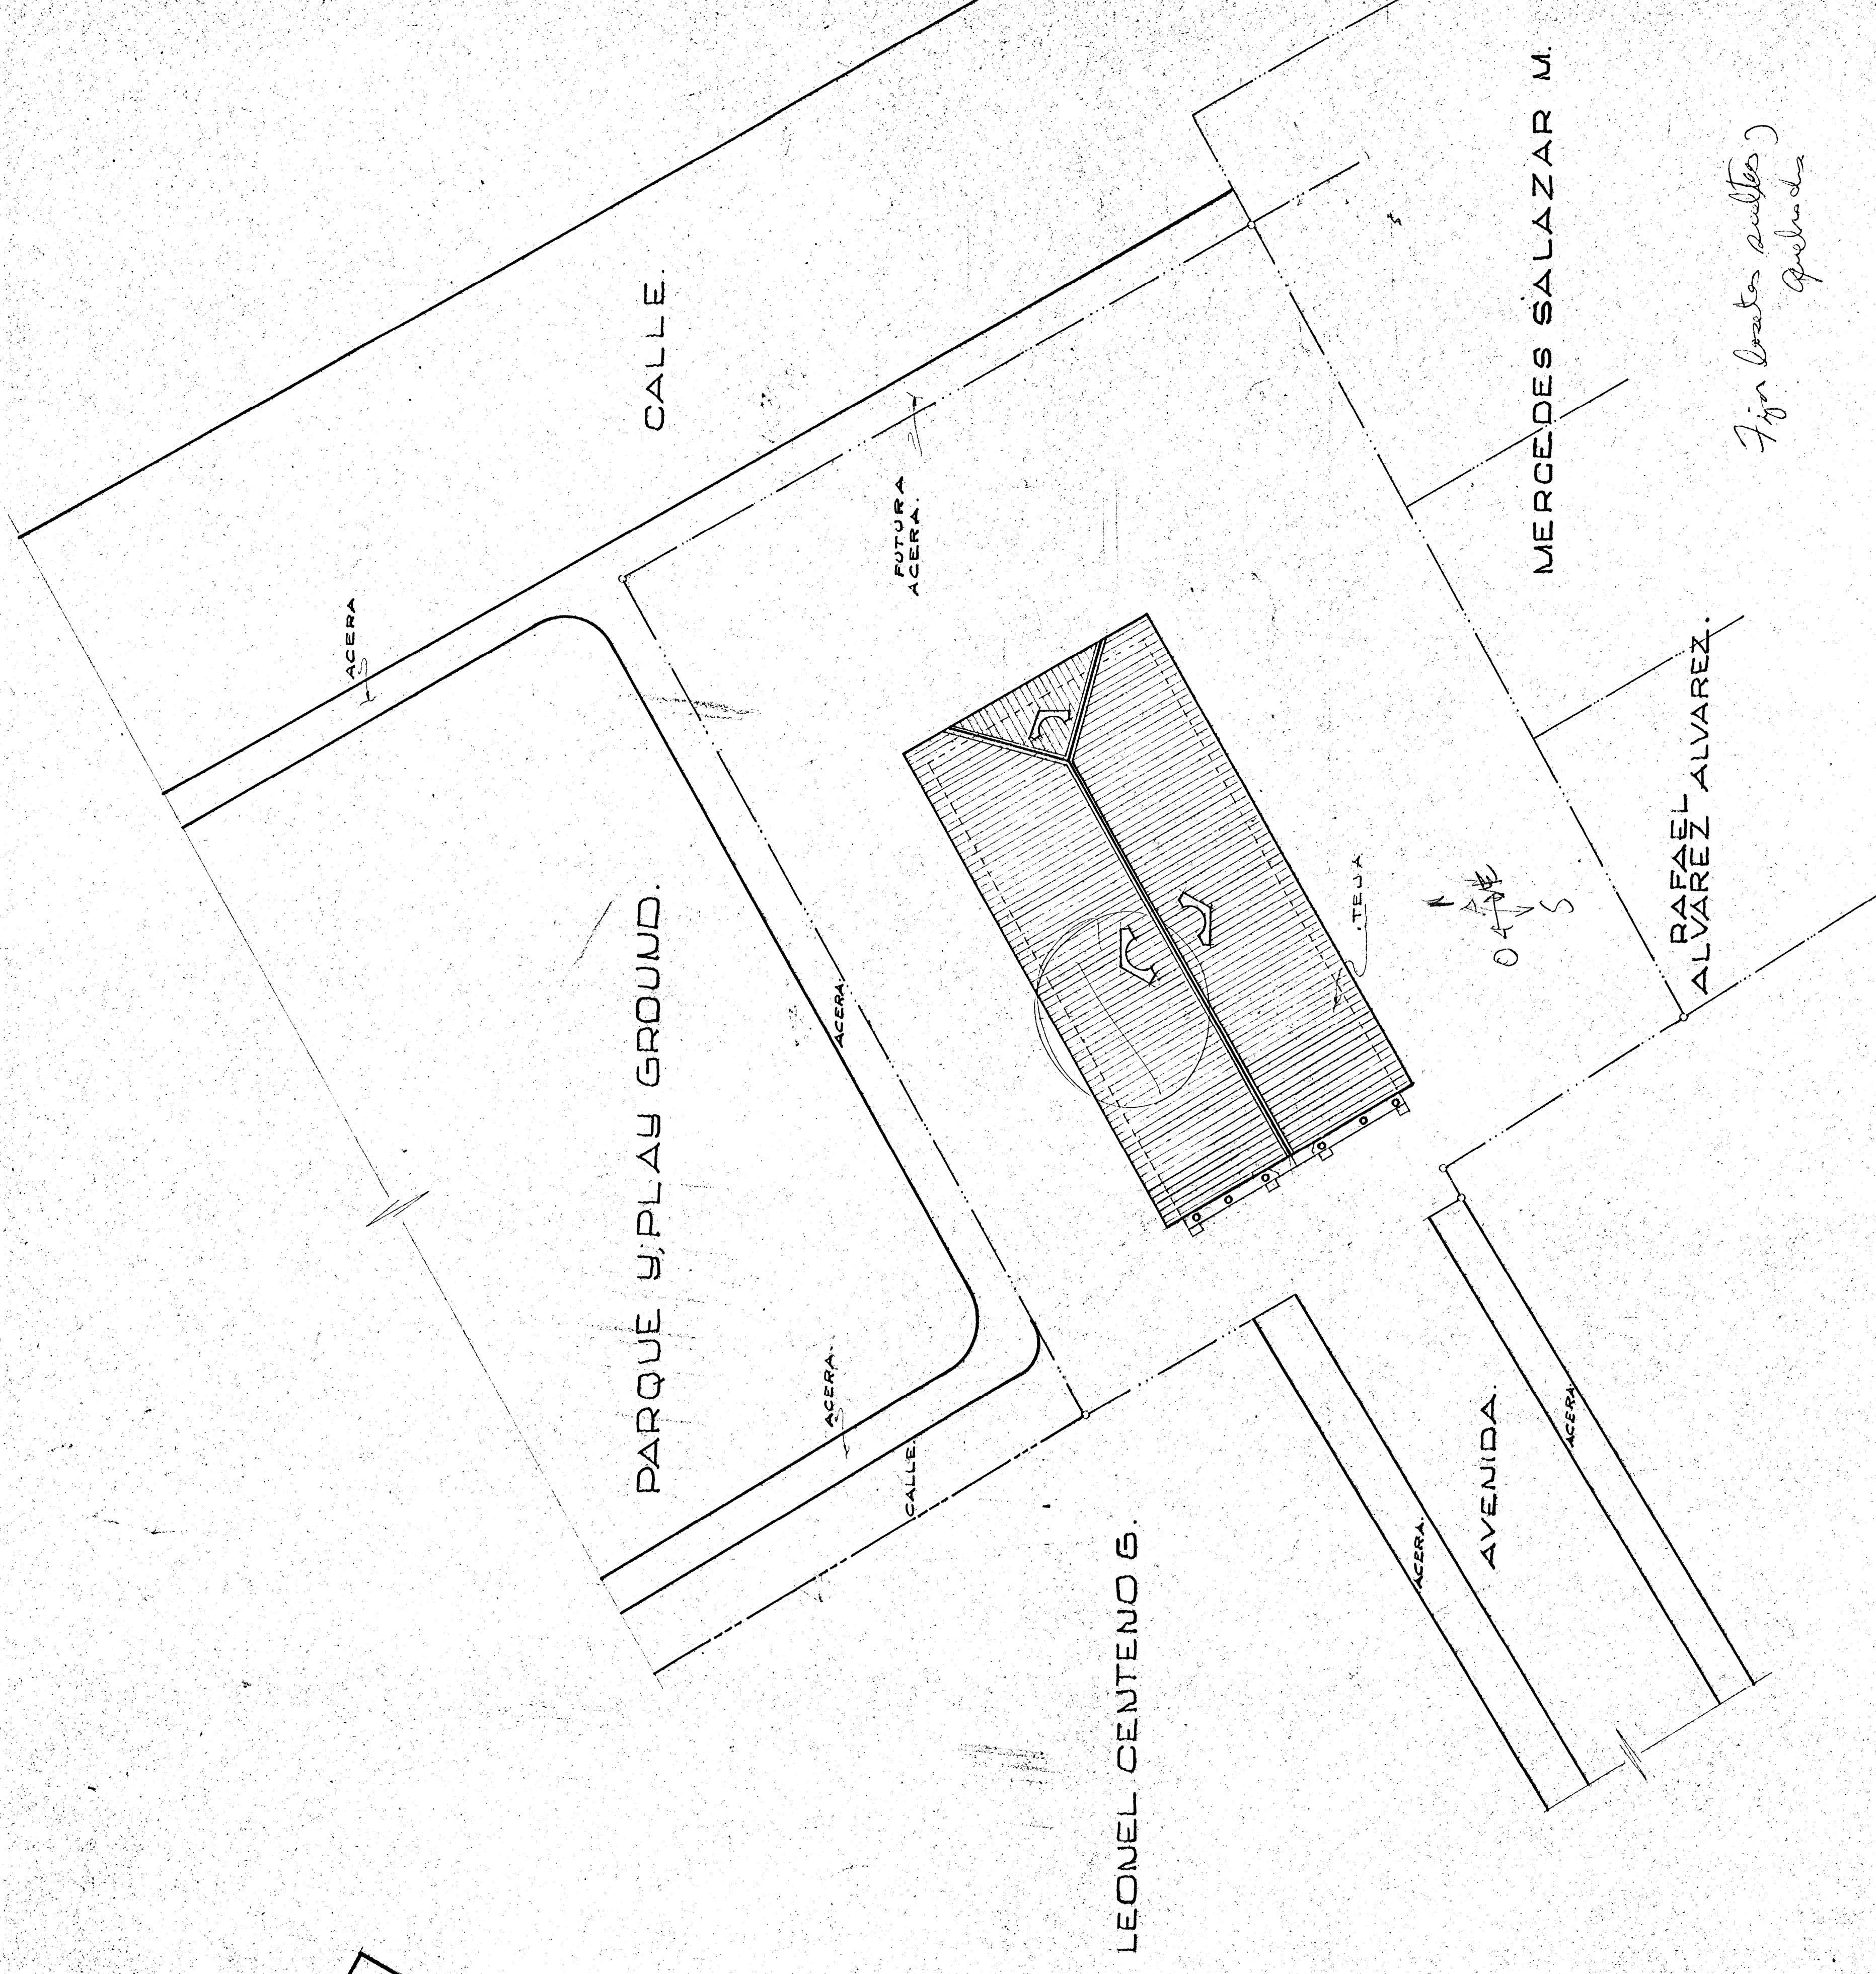 CALLE.
ACERA
FUTURA
ACERA.
MERCEDES SALAZAR M.
PARQUE Y PLAY GROUND.
ACERA.
.TEJA
RAFAEL
ALVAREZ ALVAREZ.
O
S
ACERA.
CALLE.
LEONEL CENTENO G.
ACERA.
AVENIDA.
ACERA.